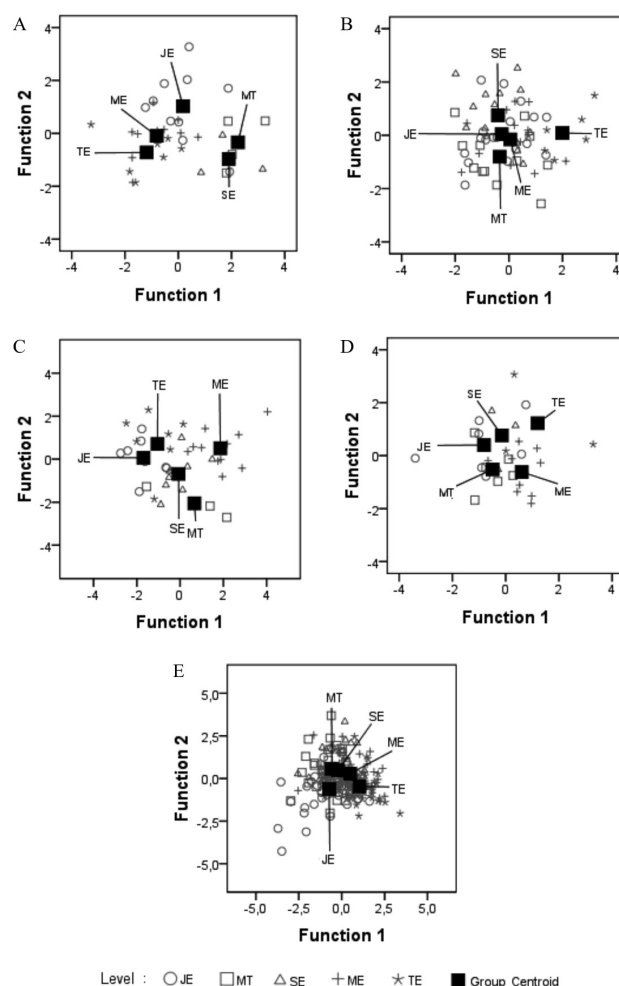 A
4
2
0
-2
-4
-4 -2 0 2 4
Function 2
Function 1
JE
ME
MT
TE
SE
B
4
2
0
-2
-4
-4 -2 0 2 4
Function 2
Function 1
SE
JE
TE
ME
MT
C
4
2
0
-2
-4
-4 -2 0 2 4
Function 2
Function 1
TE
ME
JE
SE
MT
D
4
2
0
-2
-4
-4 -2 0 2 4
Function 2
Function 1
SE
TE
JE
MT
ME
E
5,0
2,5
0,0
-2,5
-5,0
-5,0 -2,5 0,0 2,5 5,0
Function 2
Function 1
MT
SE
ME
TE
JE
Level : JE MT SE ME TE Group Centroid